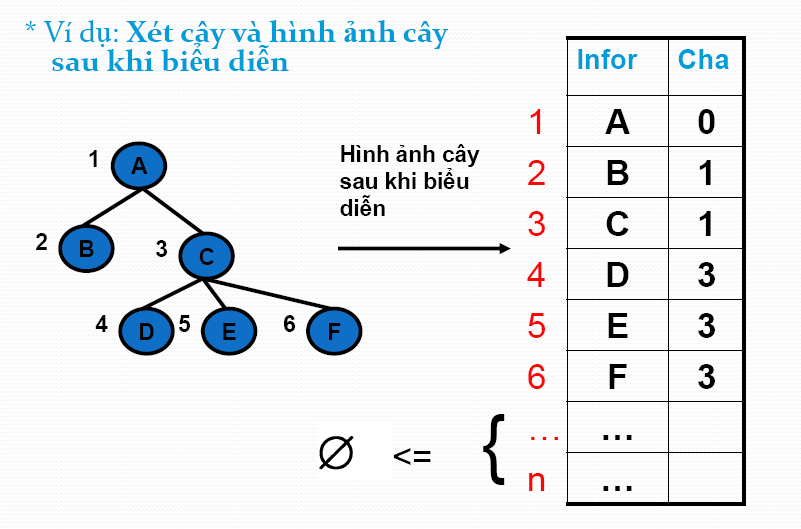 * Ví dụ: Xét cây và hình ảnh cây
sau khi biểu diễn
1 A
2 B 3 C
4 D 5 E 6 F
Hình ảnh cây
sau khi biểu
diễn
Infor Cha
1 A 0
2 B 1
3 C 1
4 D 3
5 E 3
6 F 3
∅ <= { … …
n …